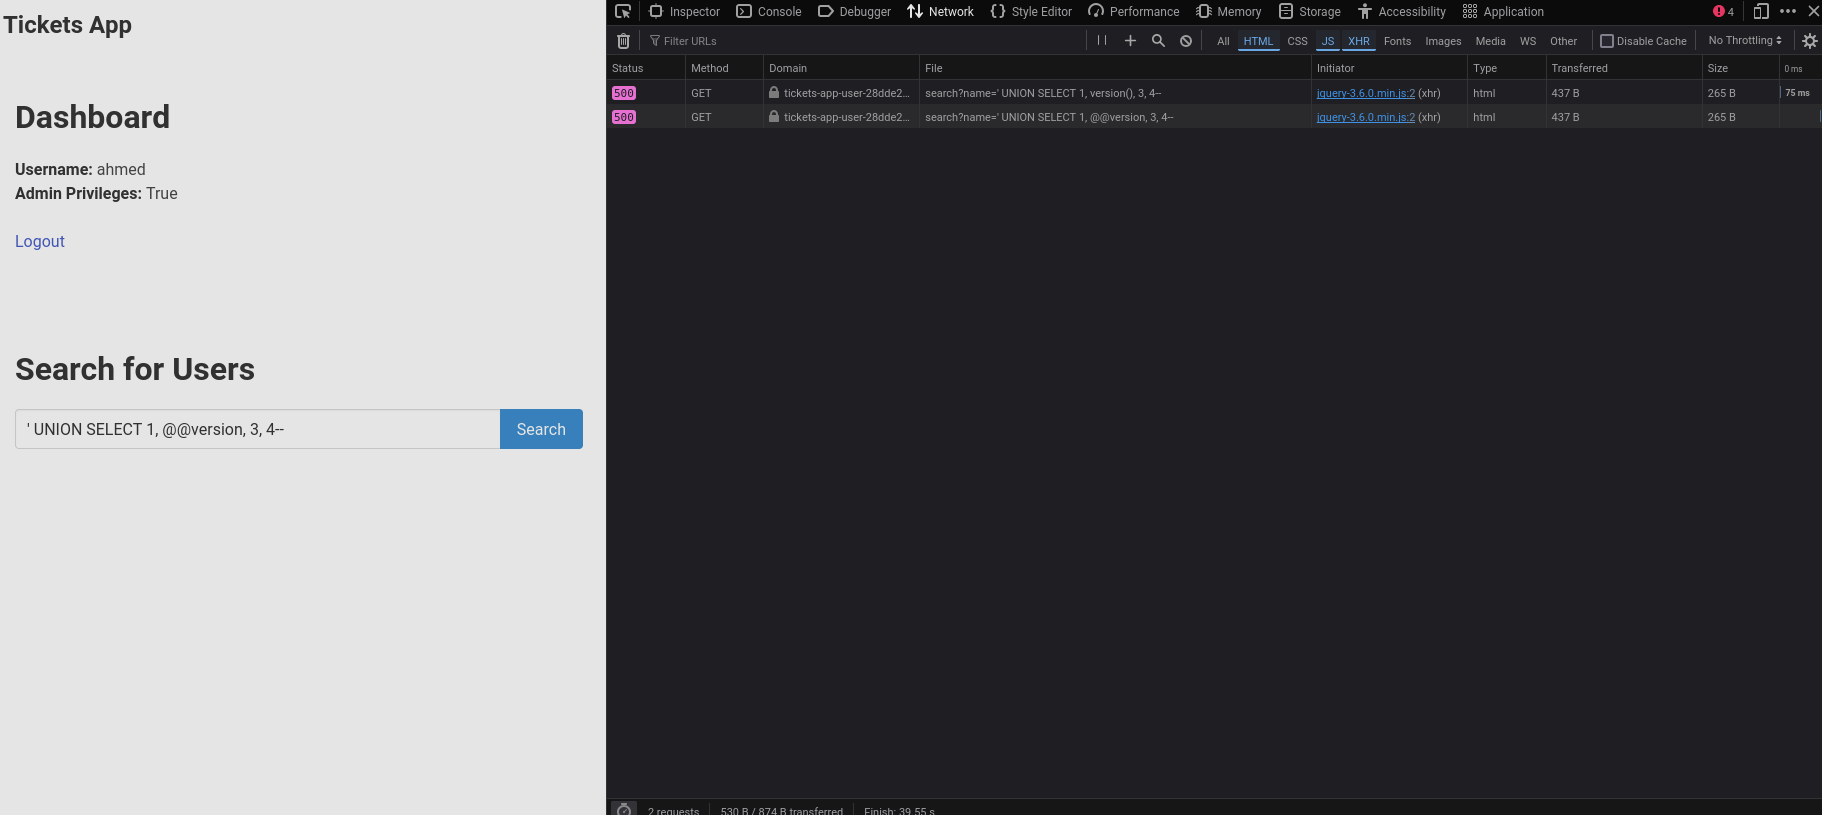 Tickets App
Dashboard
Username: ahmed
Admin Privileges: True
Logout
Search for Users
' UNION SELECT 1, @@version, 3, 4--
Search
Inspector Console Debugger Network Style Editor Performance Memory Storage Accessibility Application 4
Filter URLs All HTML CSS JS XHR Fonts Images Media WS Other Disable Cache No Throttling
Status Method Domain File Initiator Type Transferred Size 0 ms
500 GET tickets-app-user-28dde2... search?name=' UNION SELECT 1, version(), 3, 4-- jquery-3.6.0.min.js:2 (xhr) html 437 B 265 B 75 ms
500 GET tickets-app-user-28dde2... search?name=' UNION SELECT 1, @@version, 3, 4-- jquery-3.6.0.min.js:2 (xhr) html 437 B 265 B
2 requests 530 B / 874 B transferred Finish: 39.55 s